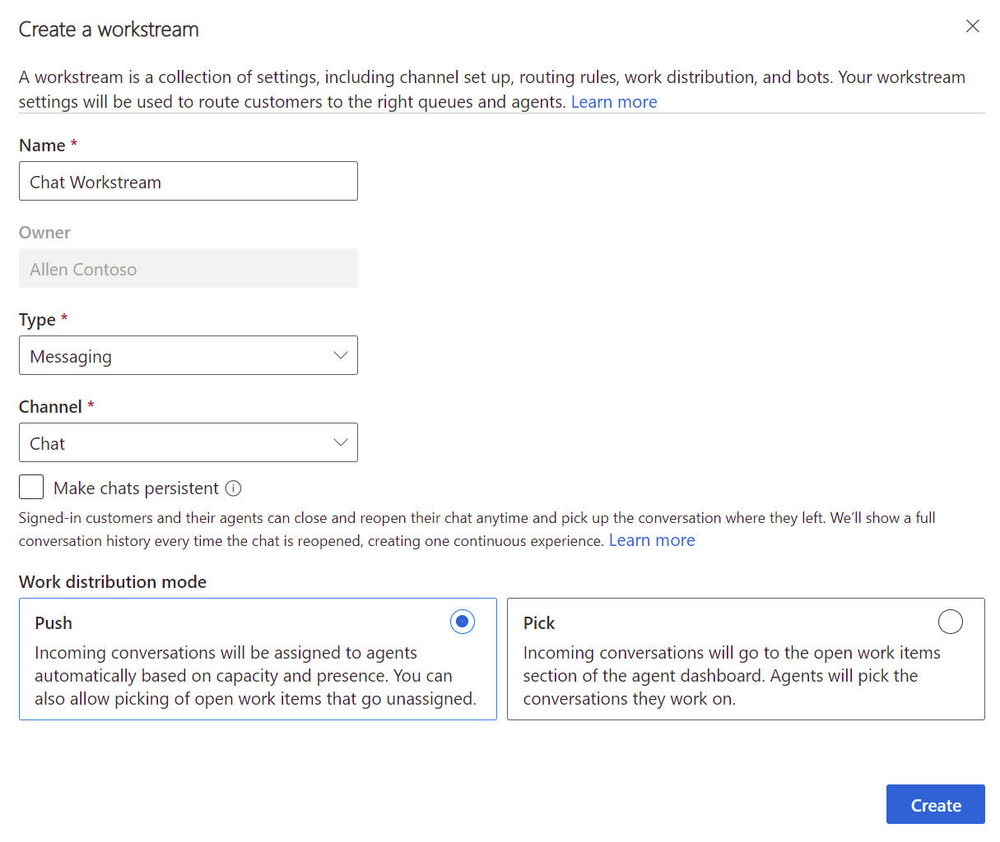 Create a workstream
A workstream is a collection of settings, including channel set up, routing rules, work distribution, and bots. Your workstream
settings will be used to route customers to the right queues and agents. Learn more
Name *
Chat Workstream
Owner
Allen Contoso
Type *
Messaging
Channel *
Chat
Make chats persistent
Signed-in customers and their agents can close and reopen their chat anytime and pick up the conversation where they left. We’ll show a full
conversation history every time the chat is reopened, creating one continuous experience. Learn more
Work distribution mode
Push
Incoming conversations will be assigned to agents
automatically based on capacity and presence. You can
also allow picking of open work items that go unassigned.
Pick
Incoming conversations will go to the open work items
section of the agent dashboard. Agents will pick the
conversations they work on.
Create